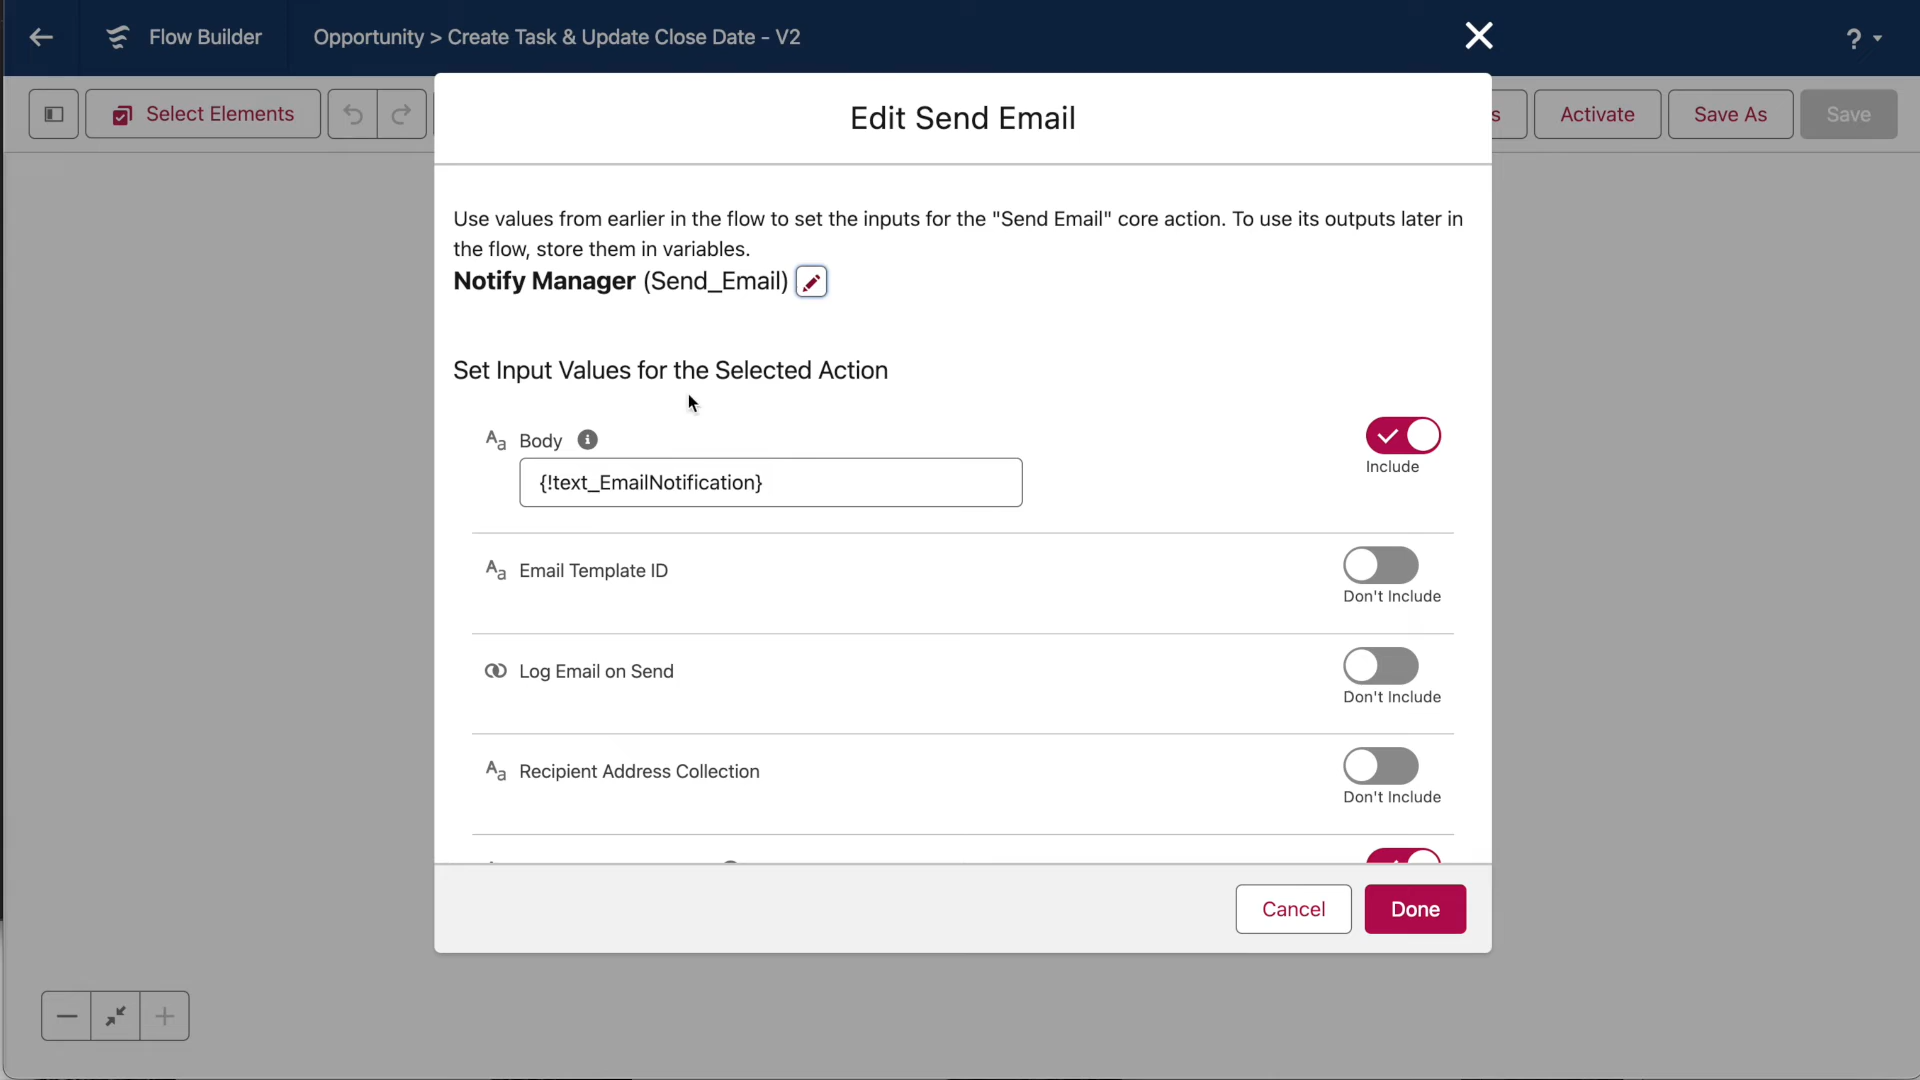 Flow Builder
Opportunity > Create Task & Update Close Date - V2
?
Select Elements
s
Activate
Save As
Save
Edit Send Email
Use values from earlier in the flow to set the inputs for the "Send Email" core action. To use its outputs later in
the flow, store them in variables.
Notify Manager (Send_Email)
Set Input Values for the Selected Action
Aa Body i
Include
{!text_EmailNotification}
Aa Email Template ID
Don't Include
Log Email on Send
Don't Include
Aa Recipient Address Collection
Don't Include
Cancel
Done